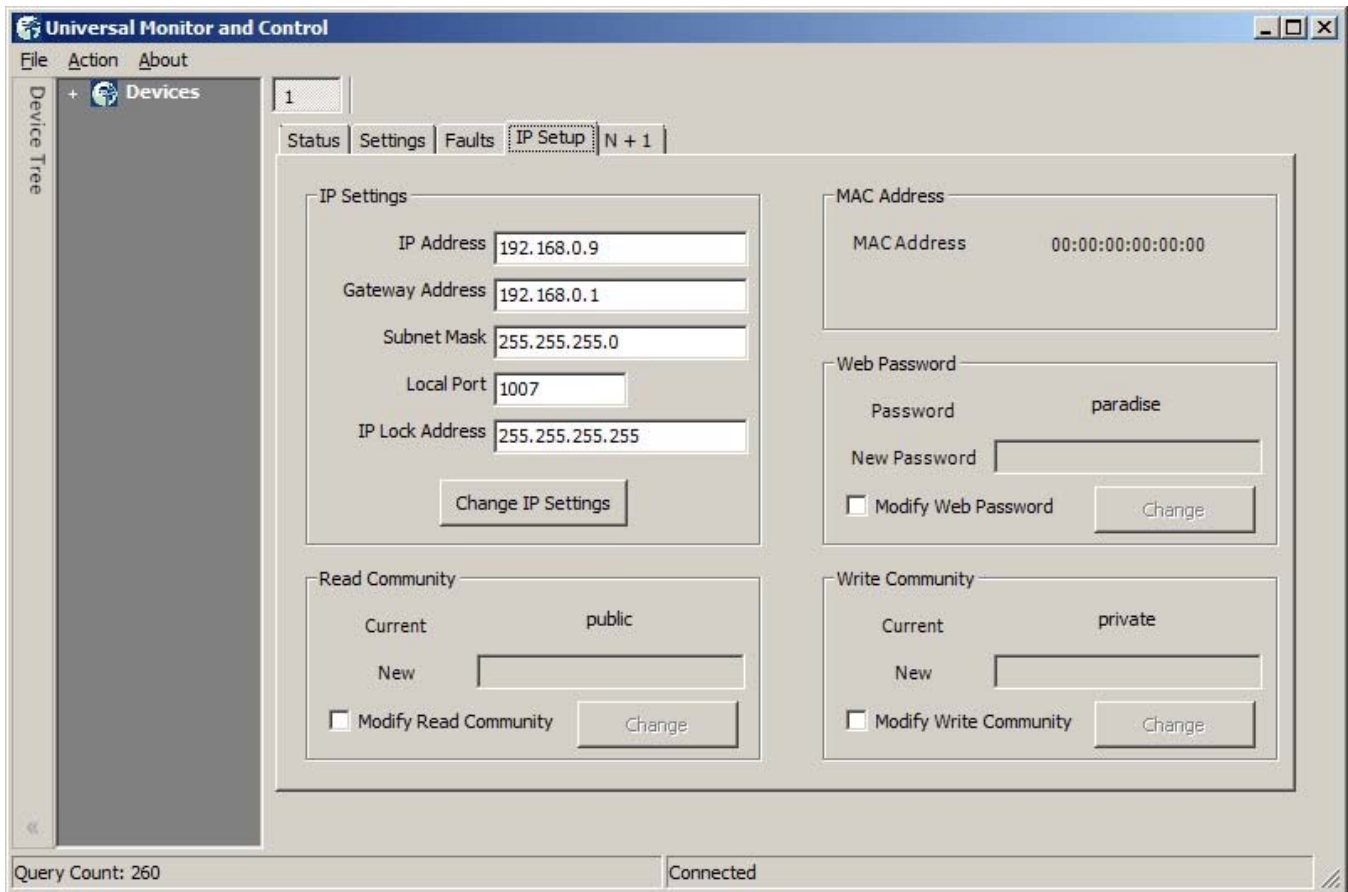 Universal Monitor and Control
File Action About
Device Tree
+ Devices
1
Status Settings Faults IP Setup N + 1
IP Settings
IP Address 192.168.0.9
Gateway Address 192.168.0.1
Subnet Mask 255.255.255.0
Local Port 1007
IP Lock Address 255.255.255.255
Change IP Settings
MAC Address
MAC Address 00:00:00:00:00:00
Web Password
Password paradise
New Password
Modify Web Password Change
Read Community
Current public
New
Modify Read Community Change
Write Community
Current private
New
Modify Write Community Change
«
Query Count: 260 Connected